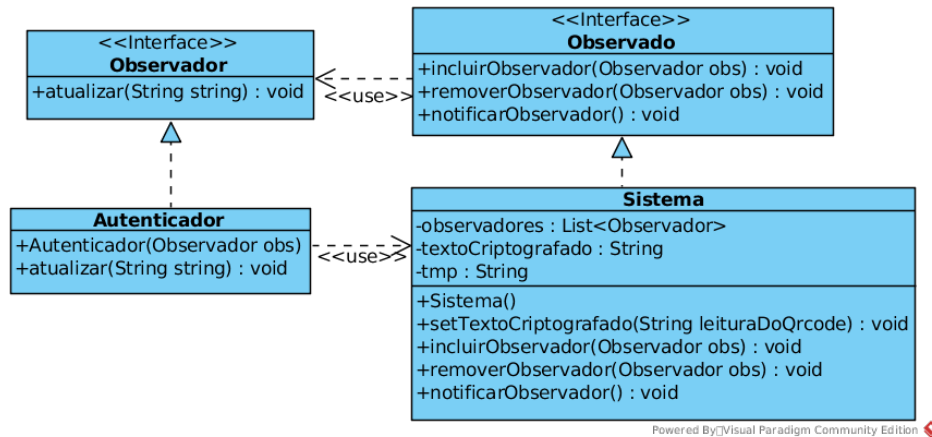 <<Interface>>
Observador
+atualizar(String string) : void
<<Interface>>
Observado
+incluirObservador(Observador obs) : void
+removerObservador(Observador obs) : void
+notificarObservador() : void
<<use>>
Autenticador
+Autenticador(Observador obs)
+atualizar(String string) : void
<<use>>
Sistema
-observadores : List<Observador>
-textoCriptografado : String
-tmp : String
+Sistema()
+setTextoCriptografado(String leituraDoQrcode) : void
+incluirObservador(Observador obs) : void
+removerObservador(Observador obs) : void
+notificarObservador() : void
Powered By Visual Paradigm Community Edition